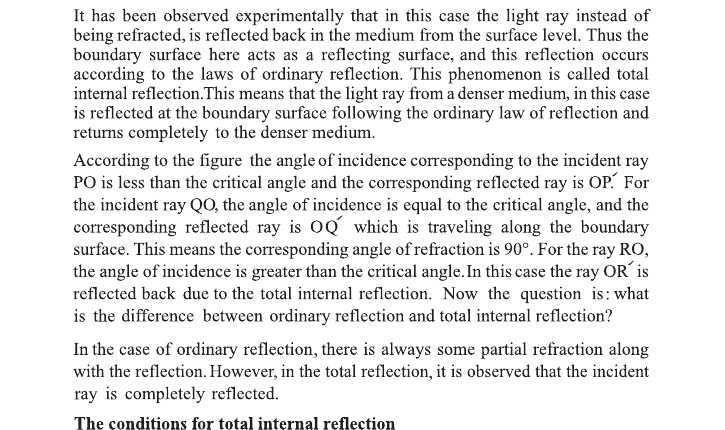 It has been observed experimentally that in this case the light ray instead of
being refracted, is reflected back in the medium from the surface level. Thus the
boundary surface here acts as a reflecting surface, and this reflection occurs
according to the laws of ordinary reflection. This phenomenon is called total
internal reflection.This means that the light ray from a denser medium, in this case
is reflected at the boundary surface following the ordinary law of reflection and
returns completely to the denser medium.
According to the figure the angle of incidence corresponding to the incident ray
PO is less than the critical angle and the corresponding reflected ray is OP.′ For
the incident ray QO, the angle of incidence is equal to the critical angle, and the
corresponding reflected ray is OQ′ which is traveling along the boundary
surface. This means the corresponding angle of refraction is 90°. For the ray RO,
the angle of incidence is greater than the critical angle. In this case the ray OR′ is
reflected back due to the total internal reflection. Now the question is: what
is the difference between ordinary reflection and total internal reflection?
In the case of ordinary reflection, there is always some partial refraction along
with the reflection. However, in the total reflection, it is observed that the incident
ray is completely reflected.
The conditions for total internal reflection